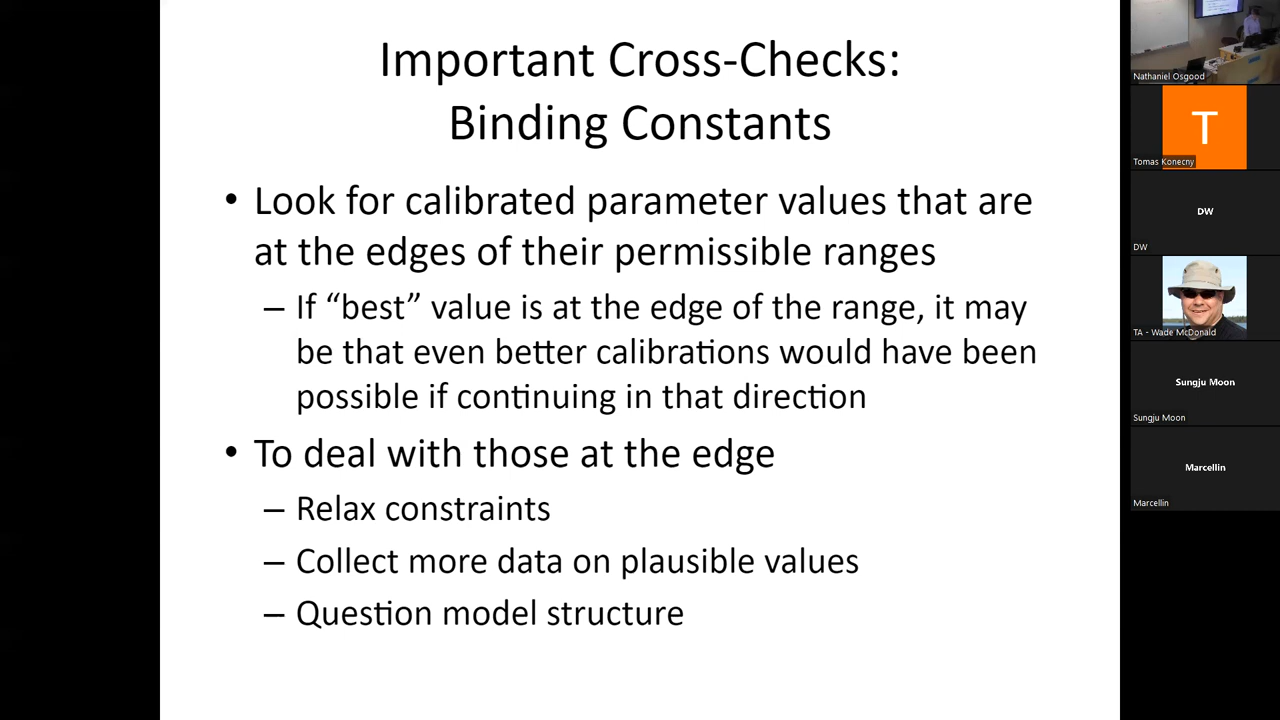 Important Cross-Checks:
Binding Constants
• Look for calibrated parameter values that are
at the edges of their permissible ranges
– If “best” value is at the edge of the range, it may
be that even better calibrations would have been
possible if continuing in that direction
• To deal with those at the edge
– Relax constraints
– Collect more data on plausible values
– Question model structure
Nathaniel Osgood
T
Tomas Konecny
DW
DW
TA - Wade McDonald
Sungju Moon
Sungju Moon
Marcellin
Marcellin